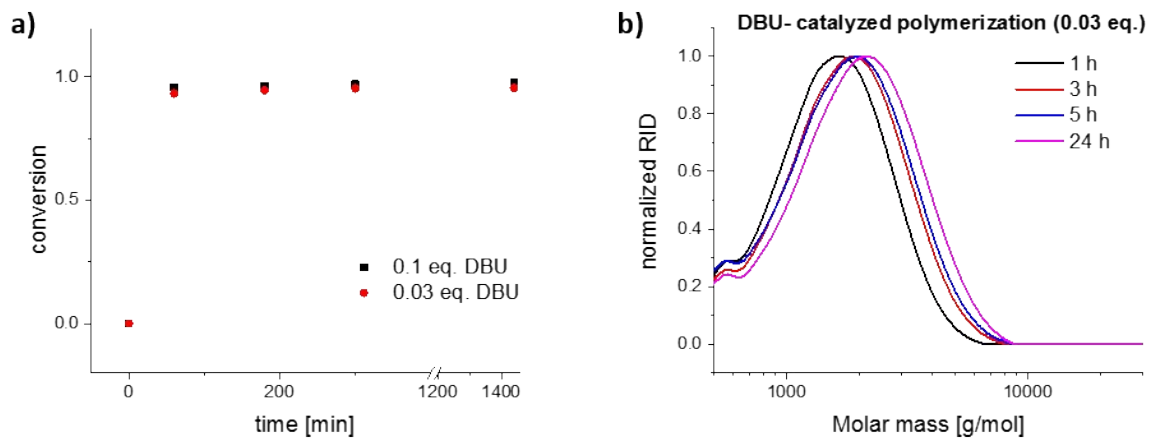 a)
1.0
0.5
0.0
conversion
0.1 eq. DBU
0.03 eq. DBU
0
200
1200
1400
time [min]
b)
DBU- catalyzed polymerization (0.03 eq.)
1.0
0.8
0.6
0.4
0.2
0.0
normalized RID
1 h
3 h
5 h
24 h
1000
10000
Molar mass [g/mol]